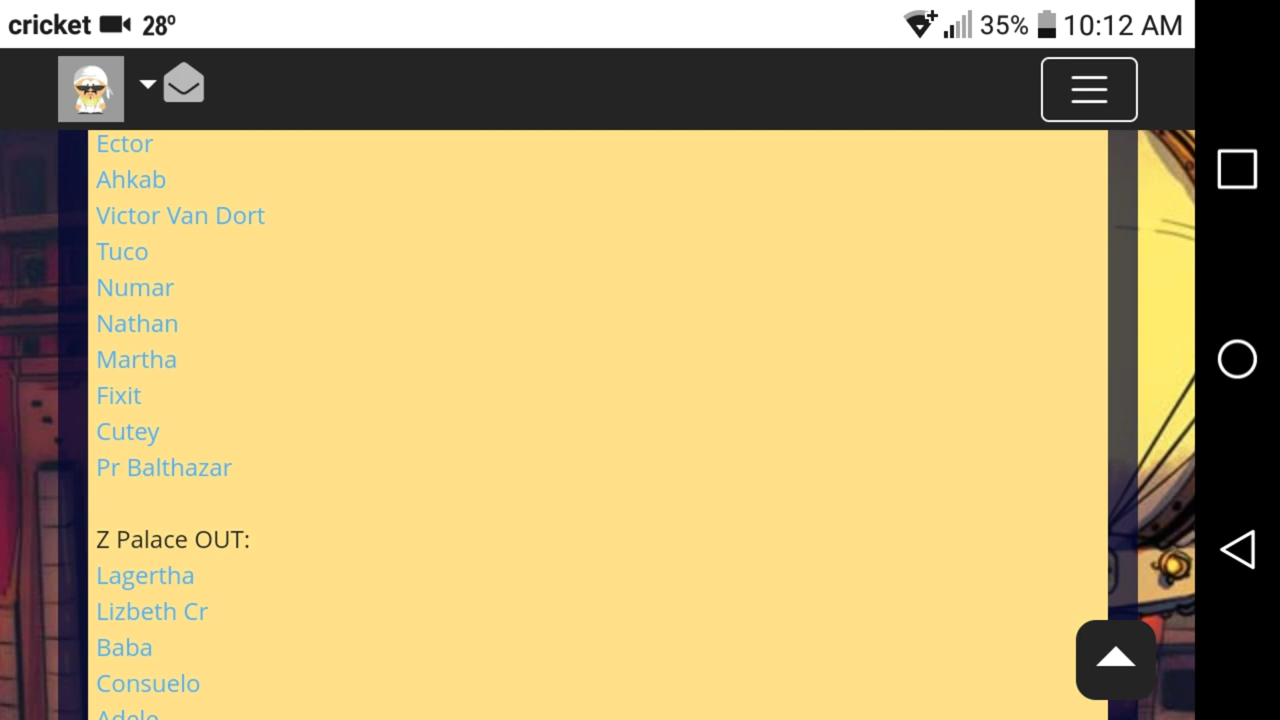 cricket 28° 35% 10:12 AM
Ector
Ahkab
Victor Van Dort
Tuco
Numar
Nathan
Martha
Fixit
Cutey
Pr Balthazar
Z Palace OUT:
Lagertha
Lizbeth Cr
Baba
Consuelo
Adele